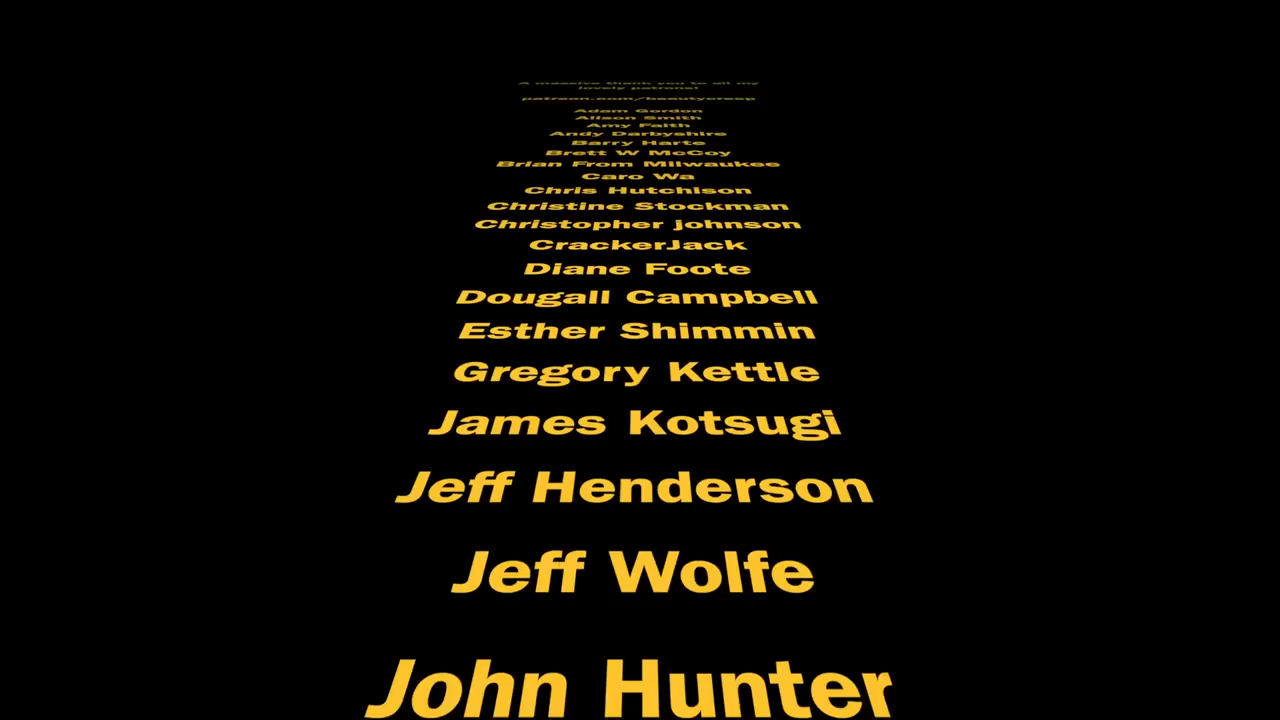 A massive thank you to all my
lovely patrons!
patreon.com/beautycreep
Adam Gordon
Alison Smith
Amy Faith
Andy Darbyshire
Barry Harte
Brett W McCoy
Brian From Milwaukee
Caro Wa
Chris Hutchison
Christine Stockman
Christopher johnson
CrackerJack
Diane Foote
Dougall Campbell
Esther Shimmin
Gregory Kettle
James Kotsugi
Jeff Henderson
Jeff Wolfe
John Hunter